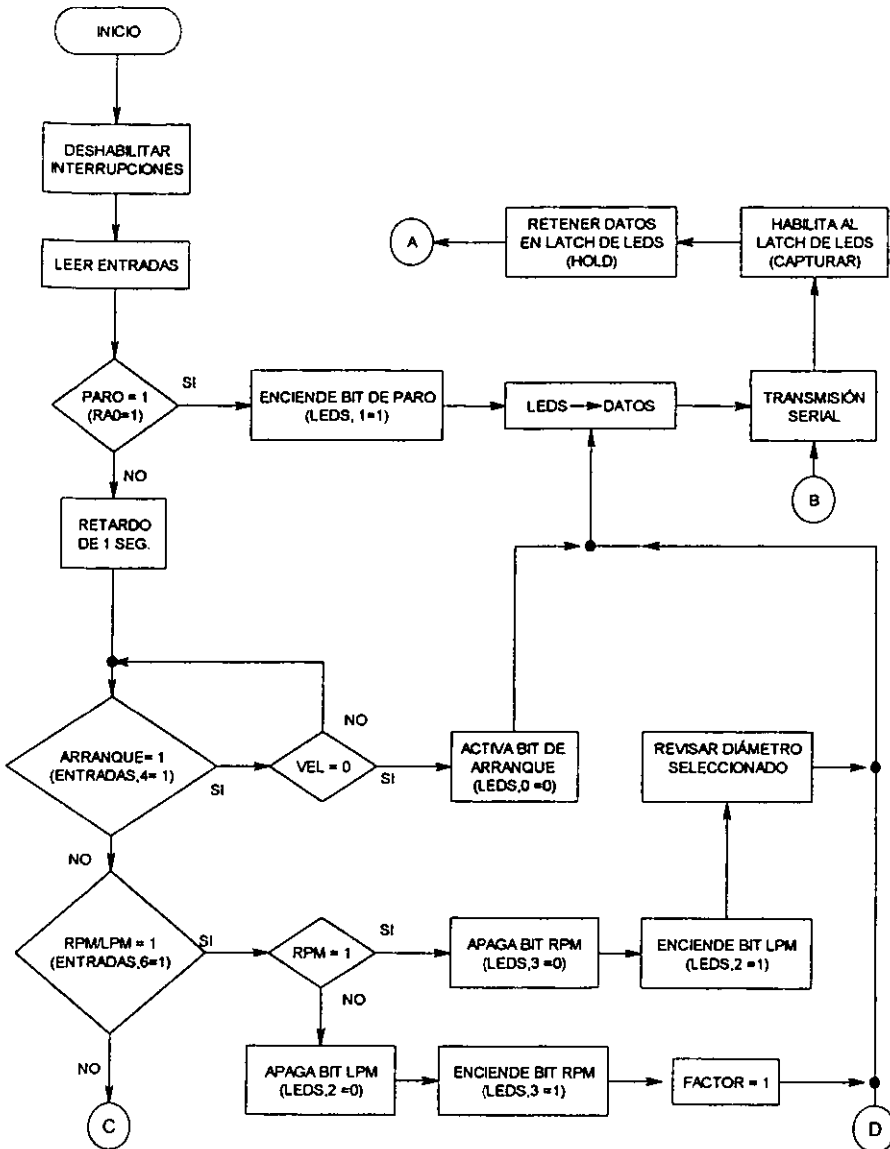 INICIO
DESHABILITAR
INTERRUPCIONES
LEER ENTRADAS
A
RETENER DATOS
EN LATCH DE LEDS
(HOLD)
HABILITA AL
LATCH DE LEDS
(CAPTURAR)
PARO = 1
(RA0=1)
SI
NO
ENCIENDE BIT DE PARO
(LEDS, 1=1)
LEDS → DATOS
TRANSMISIÓN
SERIAL
B
RETARDO
DE 1 SEG.
ARRANQUE= 1
(ENTRADAS,4= 1)
SI
NO
VEL = 0
NO
SI
ACTIVA BIT DE
ARRANQUE
(LEDS,0 =0)
REVISAR DIÁMETRO
SELECCIONADO
RPM/LPM = 1
(ENTRADAS,6=1)
SI
NO
RPM = 1
SI
NO
APAGA BIT RPM
(LEDS,3 =0)
ENCIENDE BIT LPM
(LEDS,2 =1)
APAGA BIT LPM
(LEDS,2 =0)
ENCIENDE BIT RPM
(LEDS,3 =1)
FACTOR = 1
C
D